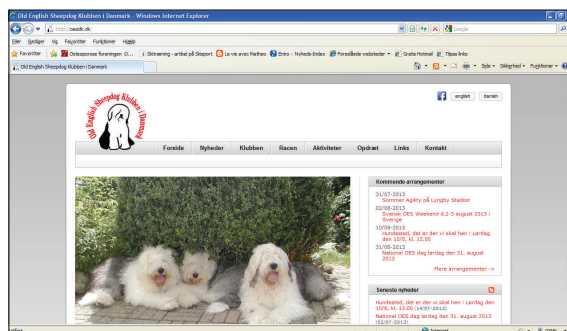 Old English Sheepdog Klubben i Danmark - Windows Internet Explorer
http://oesidk.dk/
Google
Filer Rediger Vis Favoritter Funktioner Hjælp
Favoritter Osteoporose foreningen O... Skitræning - artikel på Skisport La vie avec Matheo Eniro - Nyheds-Index Foreslåede websteder Gratis Hotmail Tilpas links
Old English Sheepdog Klubben i Danmark
Side Sikkerhed Funktioner
Old English Sheepdog Klubben i Danmark
english danish
Forside Nyheder Klubben Racen Aktiviteter Opdræt Links Kontakt
Kommende arrangementer
31/07-2013
Sommer Agility på Lyngby Stadion
02/08-2013
Svensk OES Weekend d.2-3 august 2013 i
Sverige
10/08-2013
Hundested, det er der vi skal hen i Lørdag
den 10/8, kl. 13.00
31/08-2013
National OES dag lørdag den 31. august
2013
Flere arrangementer →
Seneste nyheder
Hundested, det er der vi skal hen i Lørdag den
10/8, kl. 13.00 [14/07-2013]
National OES dag lørdag den 31. august 2013
[02/07-2013]